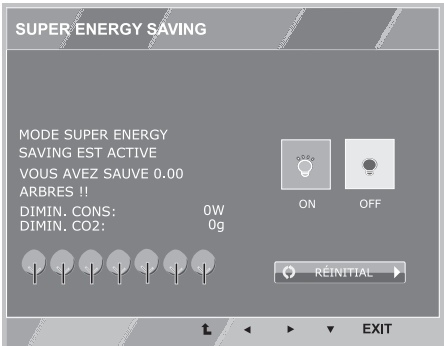 SUPER ENERGY SAVING
MODE SUPER ENERGY
SAVING EST ACTIVE
VOUS AVEZ SAUVE 0.00
ARBRES !!
DIMIN. CONS: 0W
DIMIN. CO2: 0g
ON OFF
RÉINITIAL
EXIT